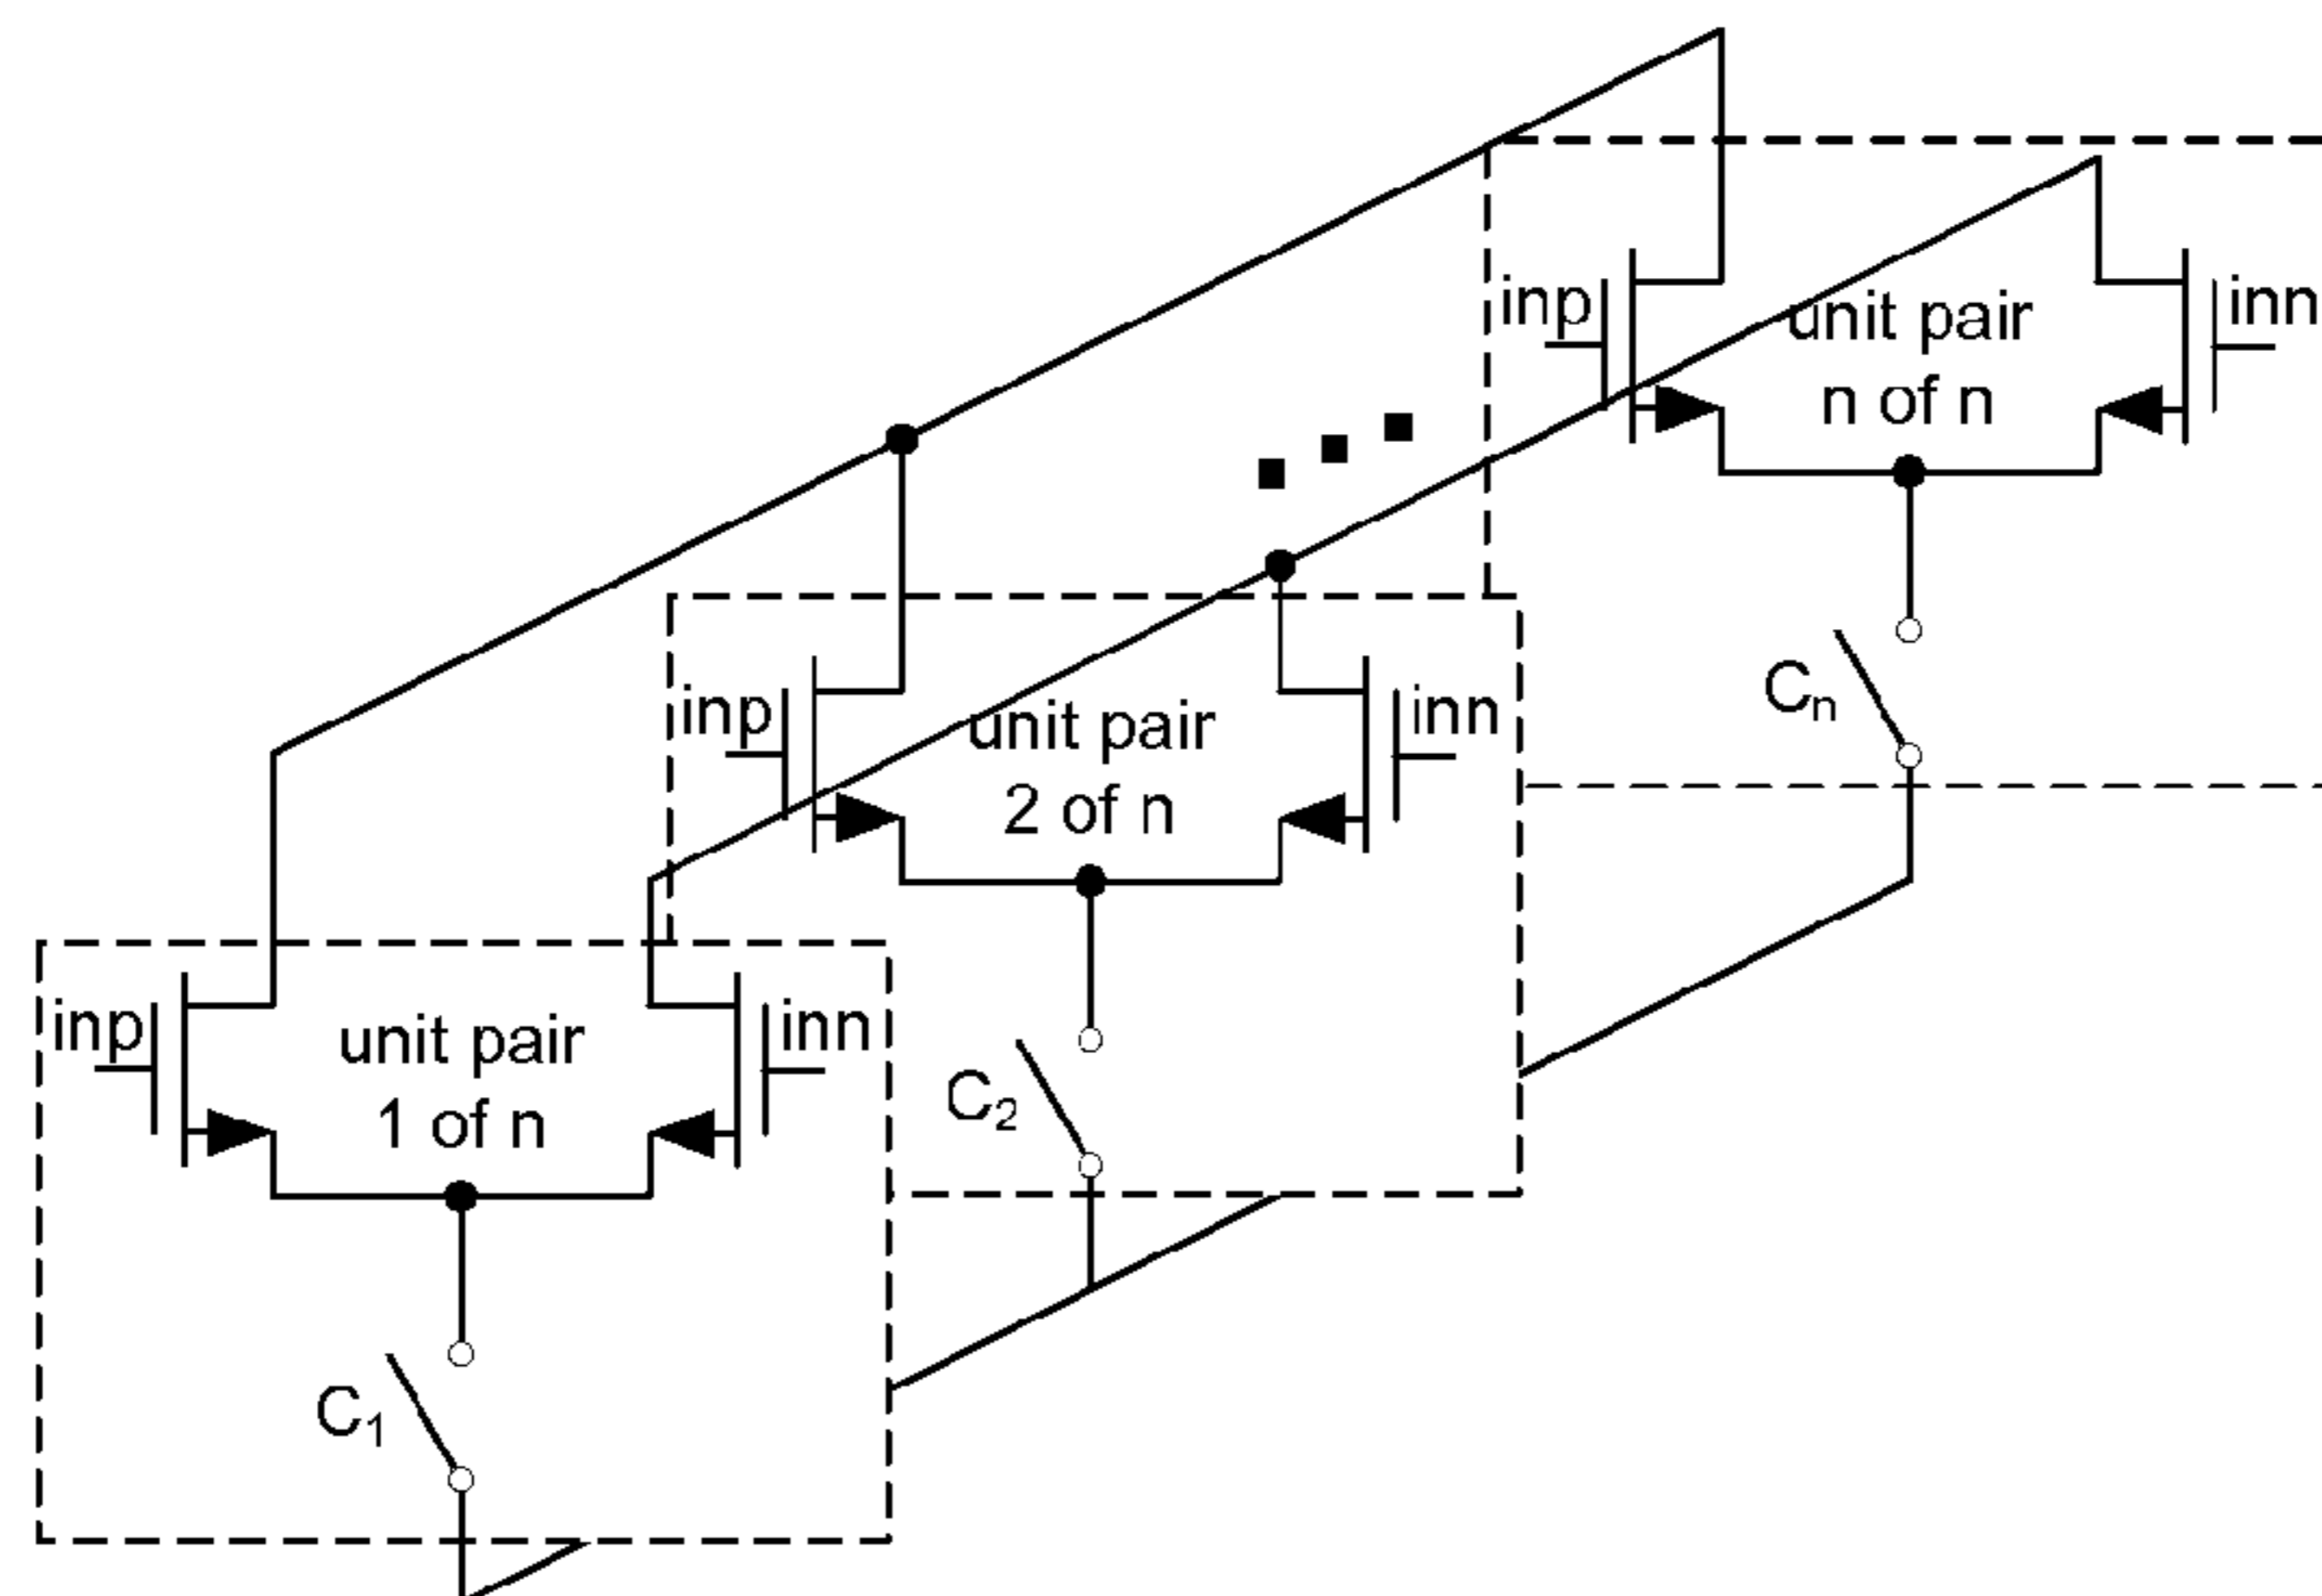 inp
unit pair
inn
n of n
Cₙ
inp
unit pair
inn
2 of n
C₂
inp
unit pair
inn
1 of n
C₁